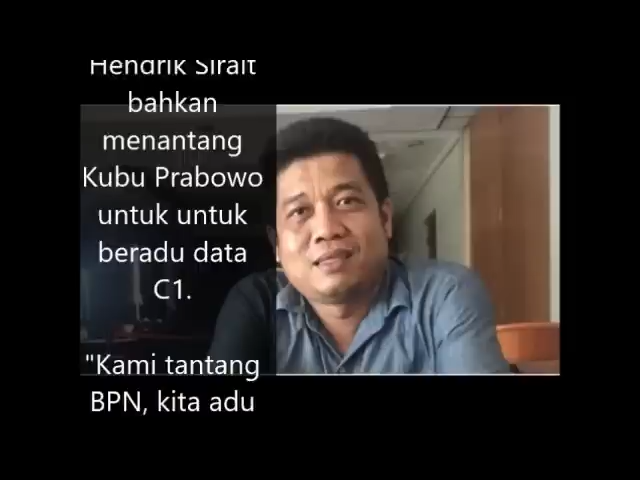 Hendrik Sirait
bahkan
menantang
Kubu Prabowo
untuk untuk
beradu data
C1.
"Kami tantang
BPN, kita adu